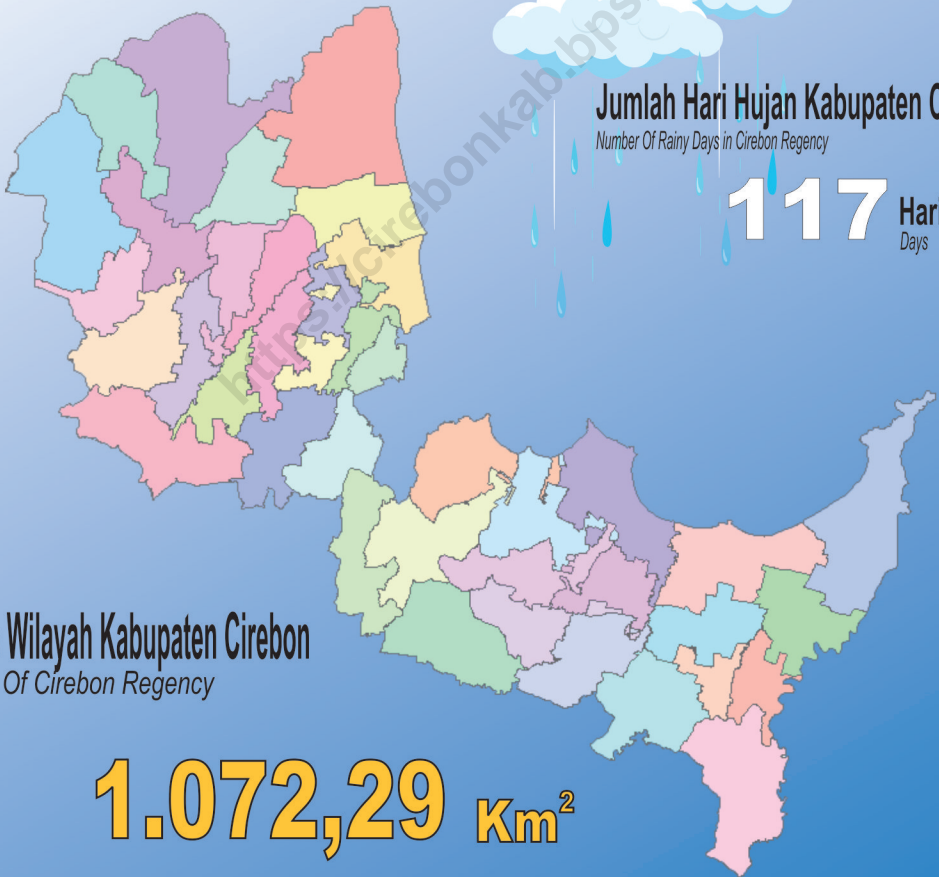 Jumlah Hari Hujan Kabupaten C
Number Of Rainy Days in Cirebon Regency
117 Hari
Days
https://cirebonkab.bps
Wilayah Kabupaten Cirebon
Of Cirebon Regency
1.072,29 Km²